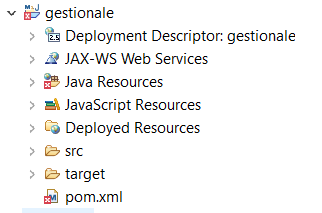 gestionale
Deployment Descriptor: gestionale
JAX-WS Web Services
Java Resources
JavaScript Resources
Deployed Resources
src
target
pom.xml